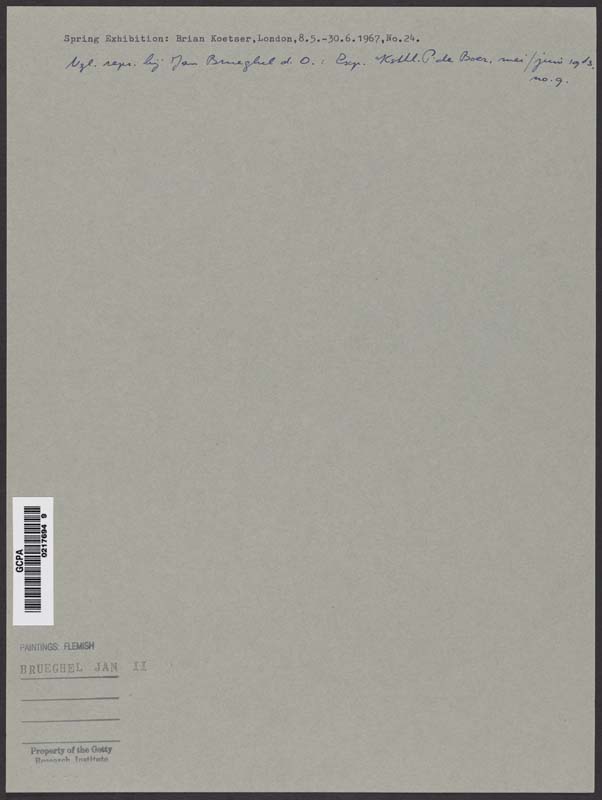 Spring Exhibition: Brian Koetser,London,8.5.-30.6.1967,No.24.
Vgl. repr. bij Jan Brueghel d. O.: Exp. Ksthl. P. de Boer, mei/juni 1963.
no. 9.
GCPA
0217694 9
PAINTINGS: FLEMISH
BRUEGHEL JAN II
Property of the Getty
Research Institute